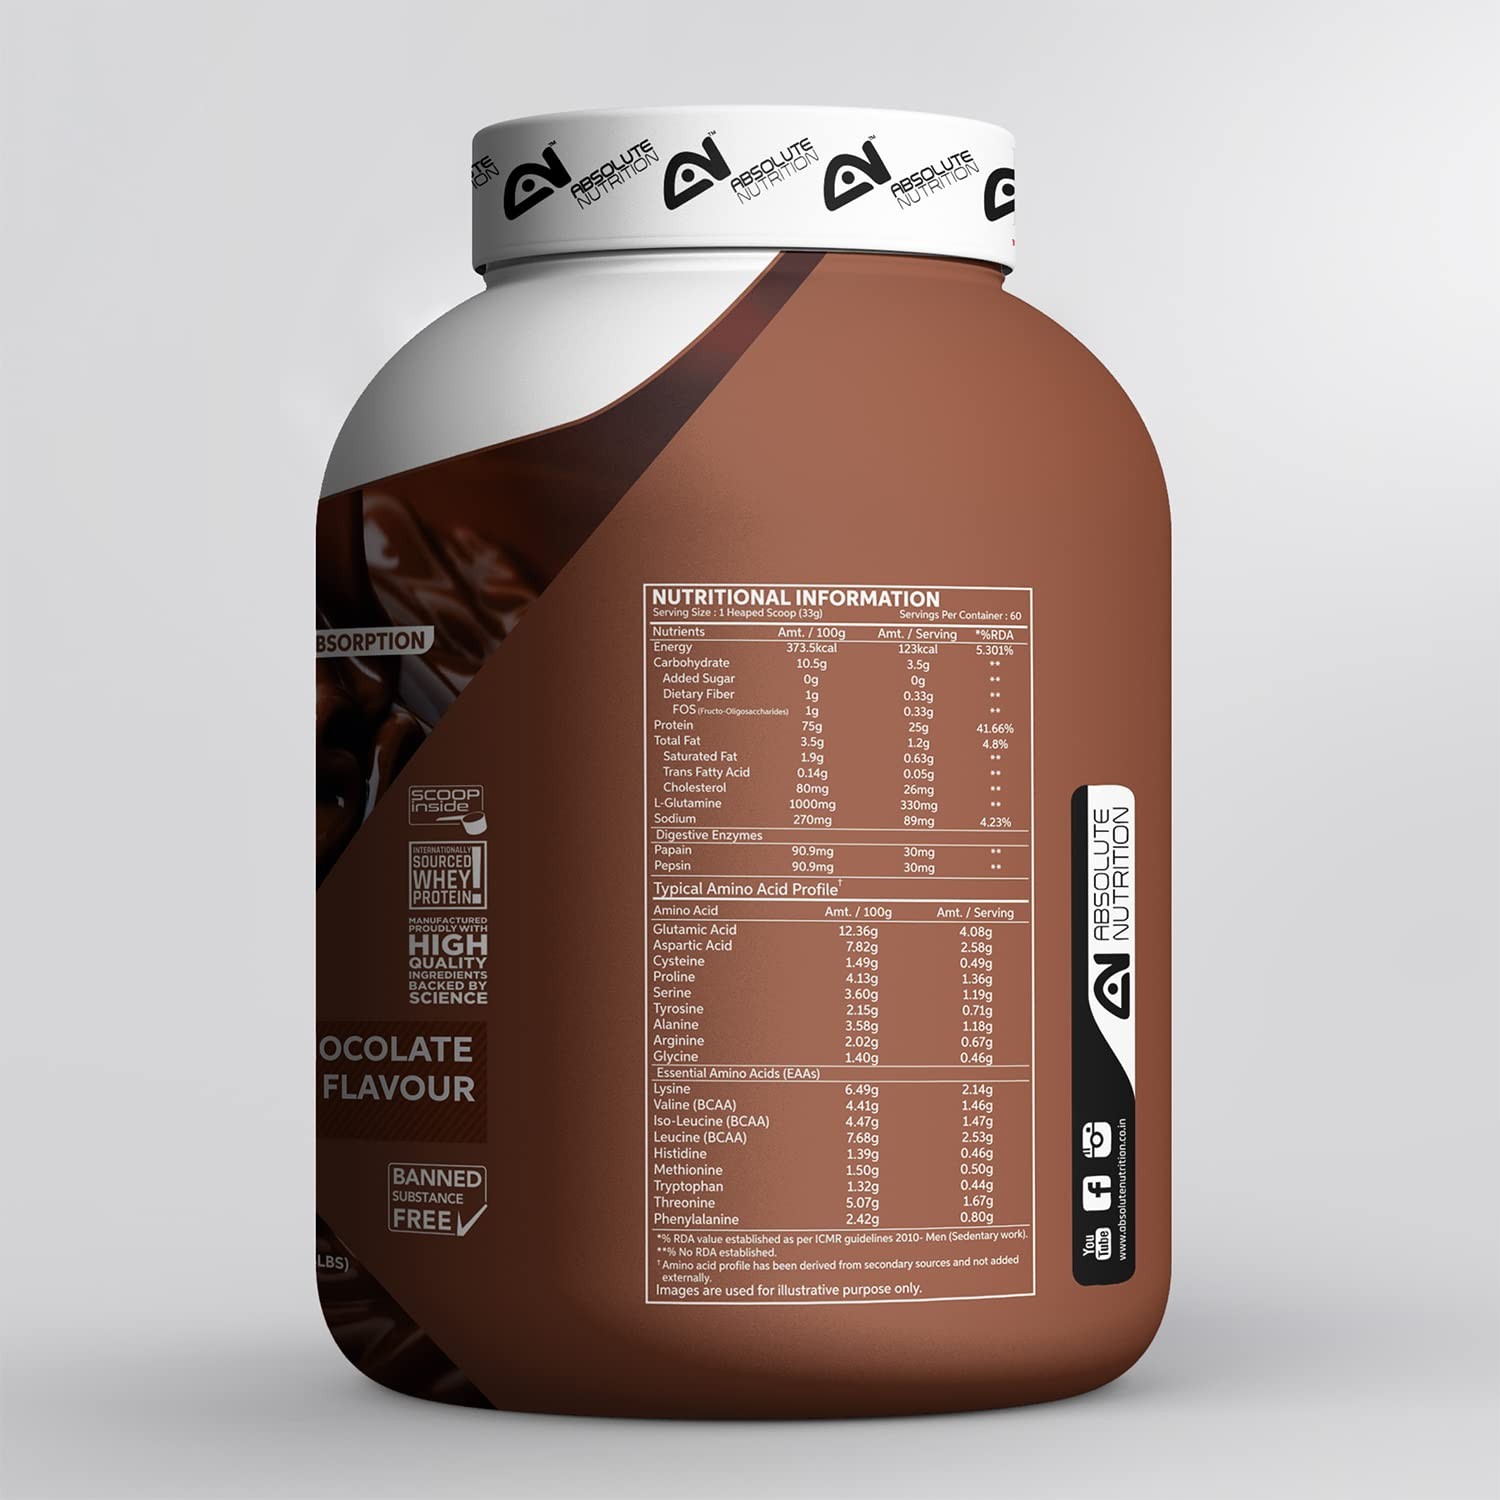 ABSOLUTE
NUTRITION
ABSOLUTE
NUTRITION
ABSOLUTE
NUTRITION
BSORPTION
SCOOP
inside
INTERNATIONALLY
SOURCED
WHEY!
PROTEIN
MANUFACTURED
PROUDLY WITH
HIGH
QUALITY
INGREDIENTS
BACKED BY
SCIENCE
OCOLATE
FLAVOUR
BANNED
SUBSTANCE
FREE
LBS)
NUTRITIONAL INFORMATION
Serving Size : 1 Heaped Scoop (33g) Servings Per Container : 60
Nutrients Amt. / 100g Amt. / Serving *%RDA
Energy 373.5kcal 123kcal 5.301%
Carbohydrate 10.5g 3.5g **
Added Sugar 0g 0g **
Dietary Fiber 1g 0.33g **
FOS (Fructo-Oligosaccharides) 1g 0.33g **
Protein 75g 25g 41.66%
Total Fat 3.5g 1.2g 4.8%
Saturated Fat 1.9g 0.63g **
Trans Fatty Acid 0.14g 0.05g **
Cholesterol 80mg 26mg **
L-Glutamine 1000mg 330mg **
Sodium 270mg 89mg 4.23%
Digestive Enzymes
Papain 90.9mg 30mg **
Pepsin 90.9mg 30mg **
Typical Amino Acid Profile†
Amino Acid Amt. / 100g Amt. / Serving
Glutamic Acid 12.36g 4.08g
Aspartic Acid 7.82g 2.58g
Cysteine 1.49g 0.49g
Proline 4.13g 1.36g
Serine 3.60g 1.19g
Tyrosine 2.15g 0.71g
Alanine 3.58g 1.18g
Arginine 2.02g 0.67g
Glycine 1.40g 0.46g
Essential Amino Acids (EAAs)
Lysine 6.49g 2.14g
Valine (BCAA) 4.41g 1.46g
Iso-Leucine (BCAA) 4.47g 1.47g
Leucine (BCAA) 7.68g 2.53g
Histidine 1.39g 0.46g
Methionine 1.50g 0.50g
Tryptophan 1.32g 0.44g
Threonine 5.07g 1.67g
Phenylalanine 2.42g 0.80g
*% RDA value established as per ICMR guidelines 2010- Men (Sedentary work).
**% No RDA established.
†Amino acid profile has been derived from secondary sources and not added
externally.
Images are used for illustrative purpose only.
ABSOLUTE
NUTRITION
You
Tube
www.absolutenutrition.co.in